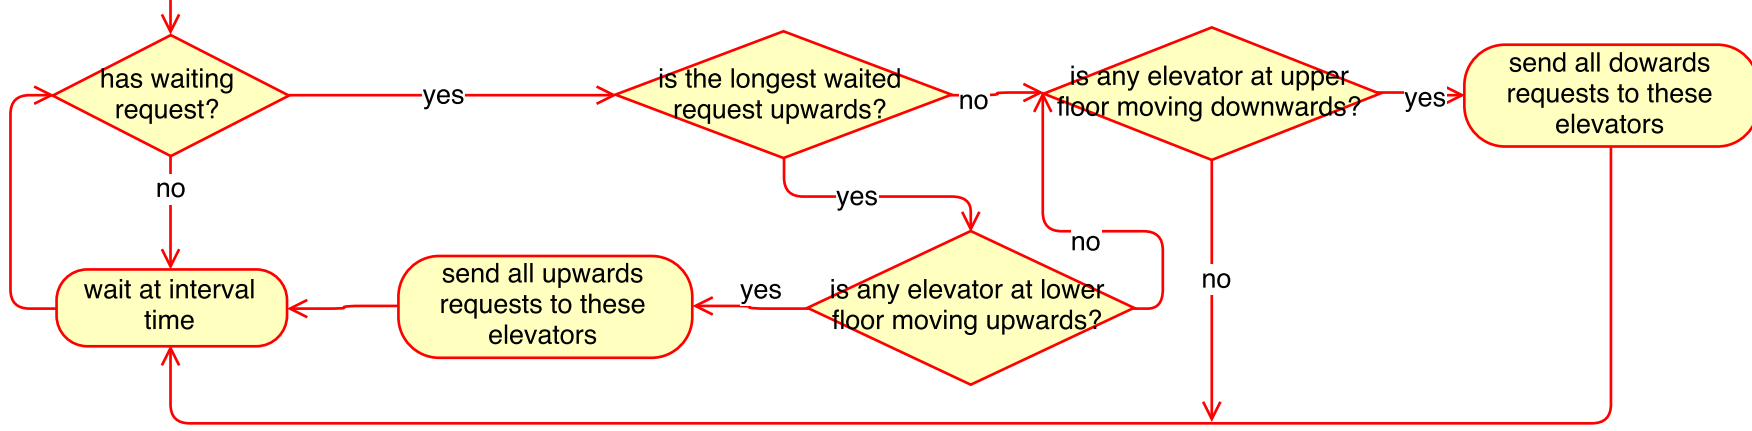 has waiting
request?
yes
is the longest waited
request upwards?
no
is any elevator at upper
floor moving downwards?
yes
send all dowards
requests to these
elevators
no
yes
no
no
wait at interval
time
send all upwards
requests to these
elevators
yes
is any elevator at lower
floor moving upwards?